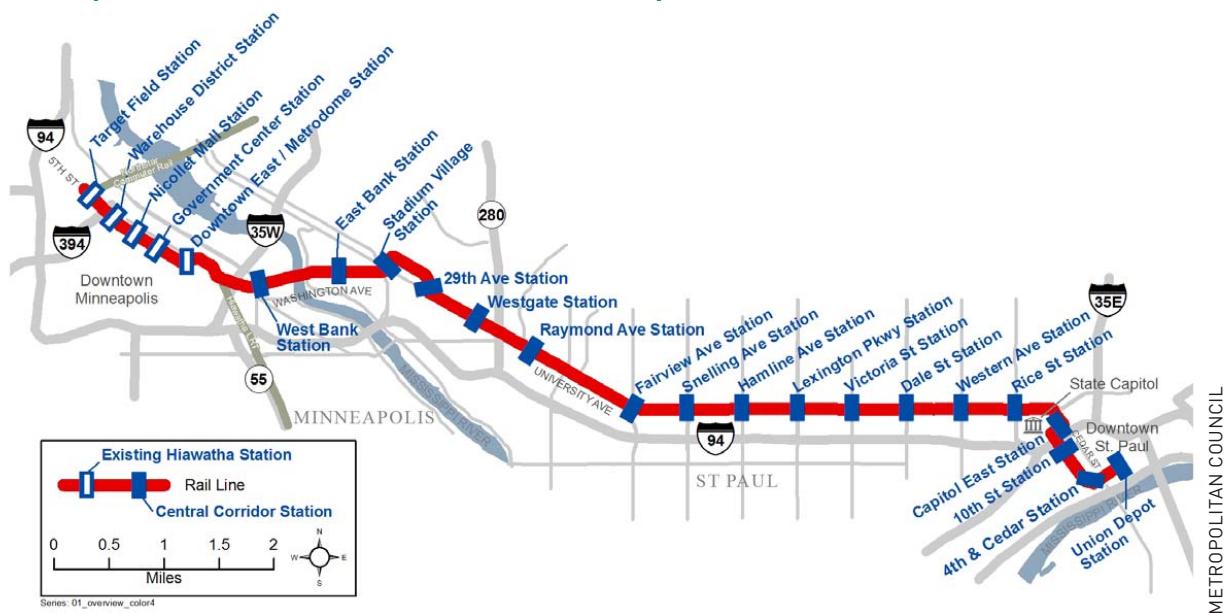 Target Field Station
Warehouse District Station
Nicollet Mall Station
Government Center Station
Downtown East / Metrodome Station
East Bank Station
Stadium Village
Station
94
5TH ST
Northstar
Commuter Rail
35W
280
394
Downtown
Minneapolis
29th Ave Station
Westgate Station
Raymond Ave Station
WASHINGTON AVE
West Bank
Station
Hiawatha LRT
55
MINNEAPOLIS
MISSISSIPPI RIVER
UNIVERSITY AVE
Fairview Ave Station
Snelling Ave Station
Hamline Ave Station
Lexington Pkwy Station
Victoria St Station
Dale St Station
Western Ave Station
Rice St Station
35E
State Capitol
Downtown
St. Paul
CEDAR ST
94
ST PAUL
Capitol East Station
10th St Station
4th & Cedar Station
Union Depot
Station
MISSISSIPPI RIVER
Existing Hiawatha Station
Rail Line
Central Corridor Station
0 0.5 1 1.5 2
Miles
N
W E
S
Series: 01_overview_color4
METROPOLITAN COUNCIL